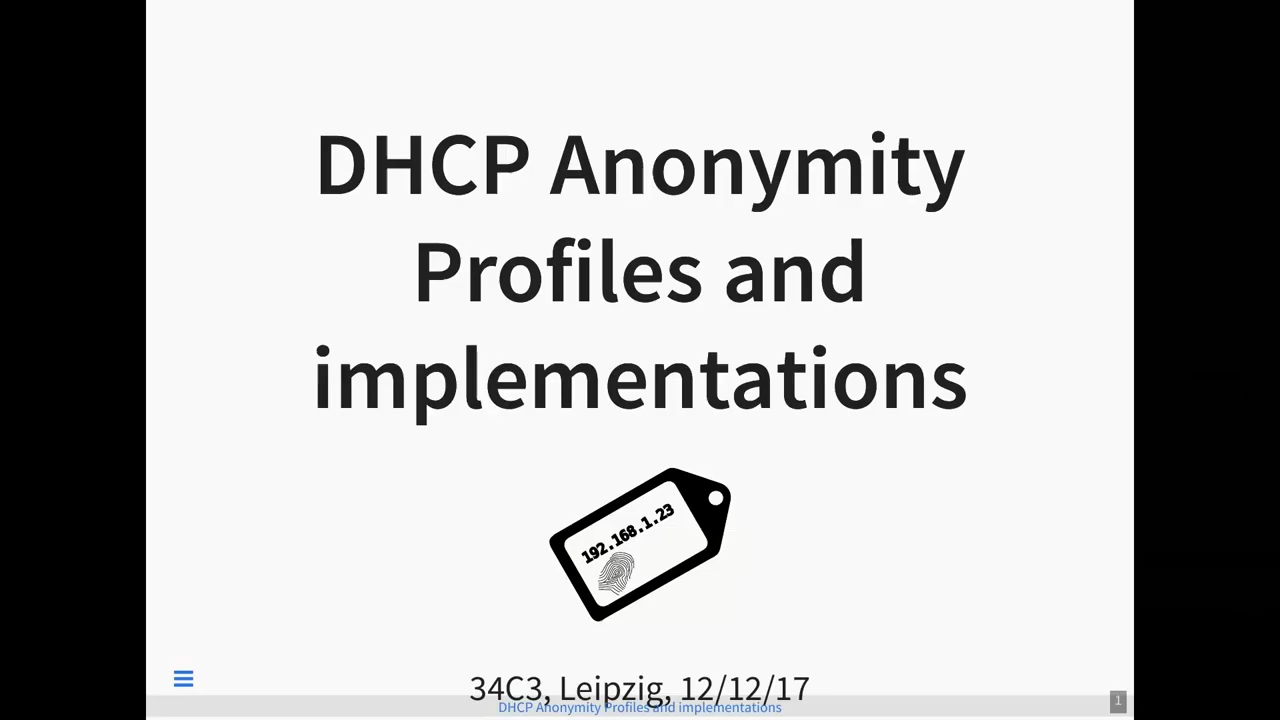 DHCP Anonymity
Profiles and
implementations
192.168.1.23
34C3, Leipzig, 12/12/17
DHCP Anonymity Profiles and implementations
1